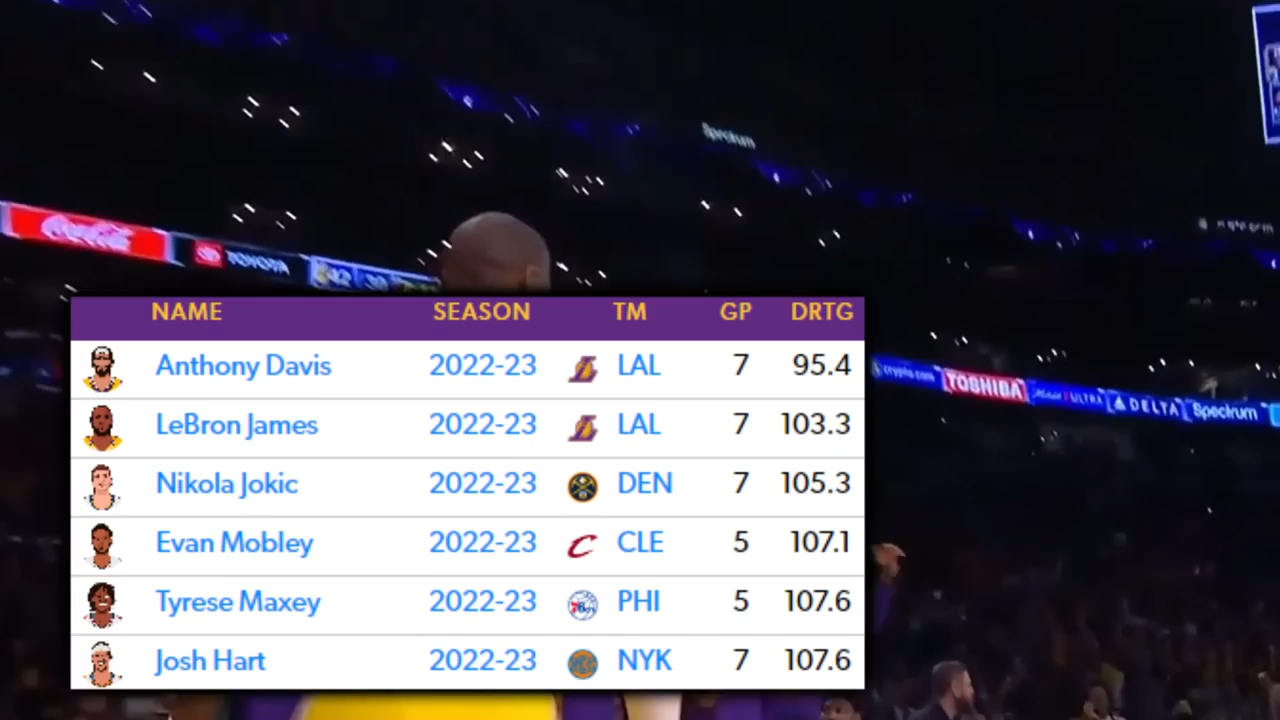 Spectrum
Coca-Cola
TOYOTA
NAME SEASON TM GP DRTG
Anthony Davis 2022-23 LAL 7 95.4
LeBron James 2022-23 LAL 7 103.3
Nikola Jokic 2022-23 DEN 7 105.3
Evan Mobley 2022-23 CLE 5 107.1
Tyrese Maxey 2022-23 PHI 5 107.6
Josh Hart 2022-23 NYK 7 107.6
crypto.com TOSHIBA ULTRA DELTA Spectrum